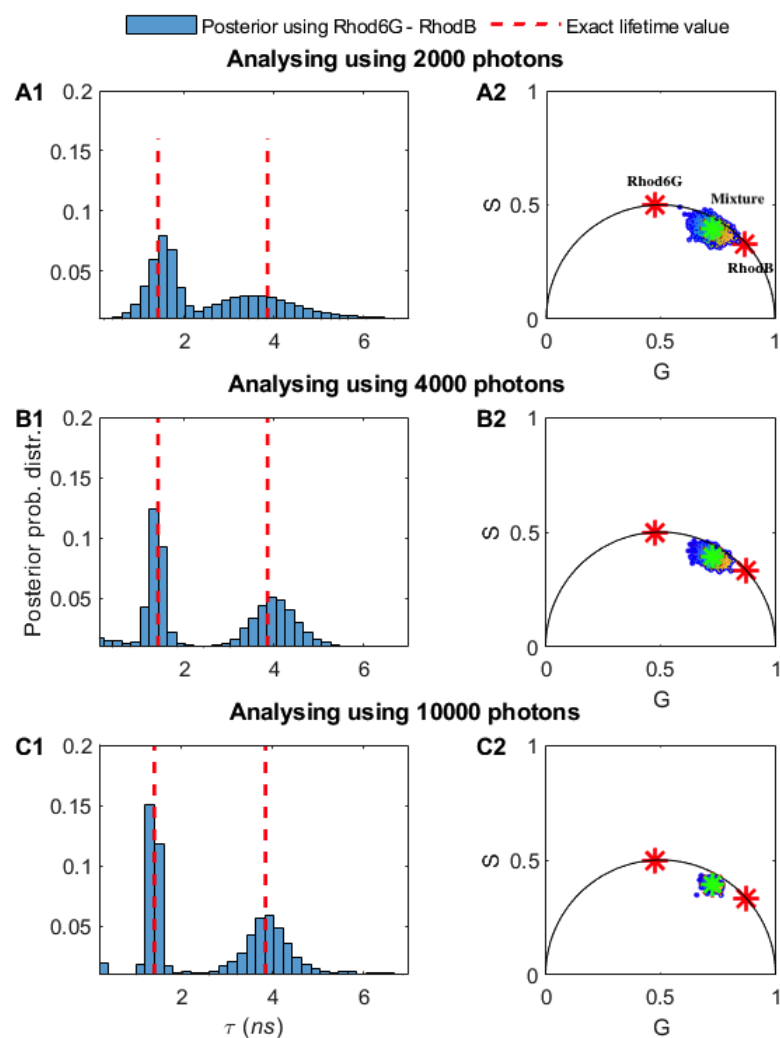 Posterior using Rhod6G - RhodB Exact lifetime value
Analysing using 2000 photons
A1
0.2
0.15
0.1
0.05
2 4 6
A2
1
0.5
0
S
Rhod6G
Mixture
RhodB
0 0.5 1
G
Analysing using 4000 photons
B1
0.2
0.15
0.1
0.05
Posterior prob. distr.
2 4 6
B2
1
0.5
0
S
0 0.5 1
G
Analysing using 10000 photons
C1
0.2
0.15
0.1
0.05
2 4 6
τ (ns)
C2
1
0.5
0
S
0 0.5 1
G